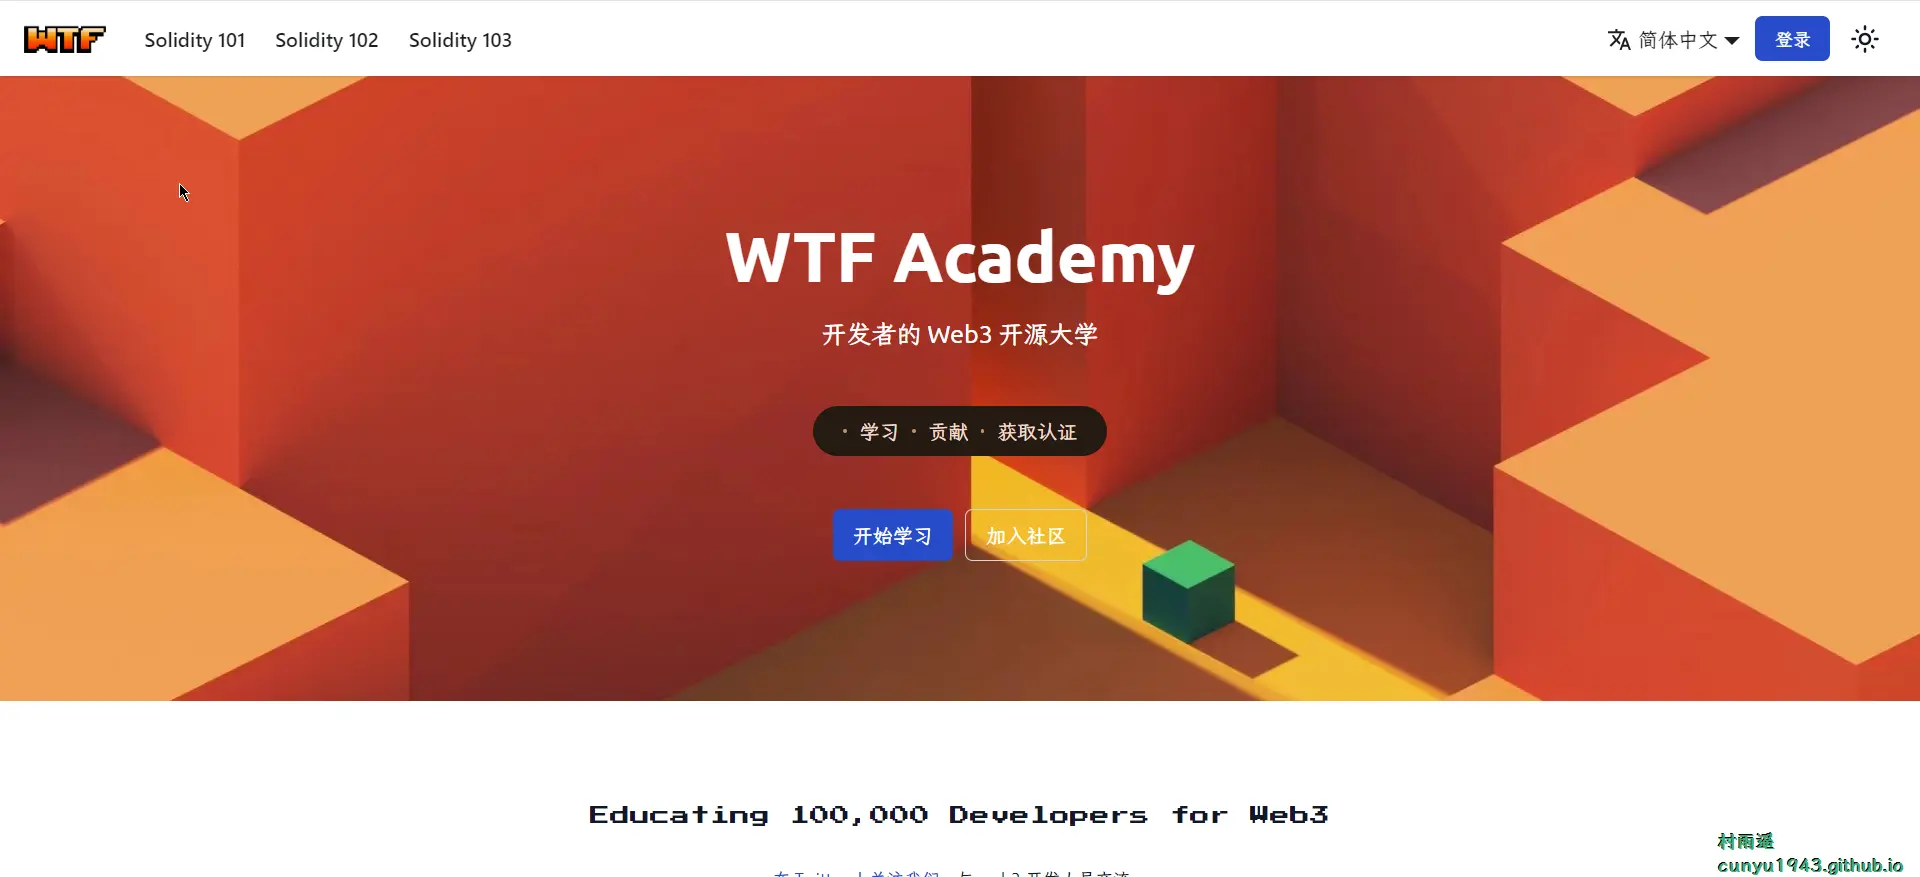 WTF
Solidity 101
Solidity 102
Solidity 103
简体中文
登录
WTF Academy
开发者的 Web3 开源大学
· 学习 · 贡献 · 获取认证
开始学习
加入社区
Educating 100,000 Developers for Web3
村雨遥
cunyu1943.github.io